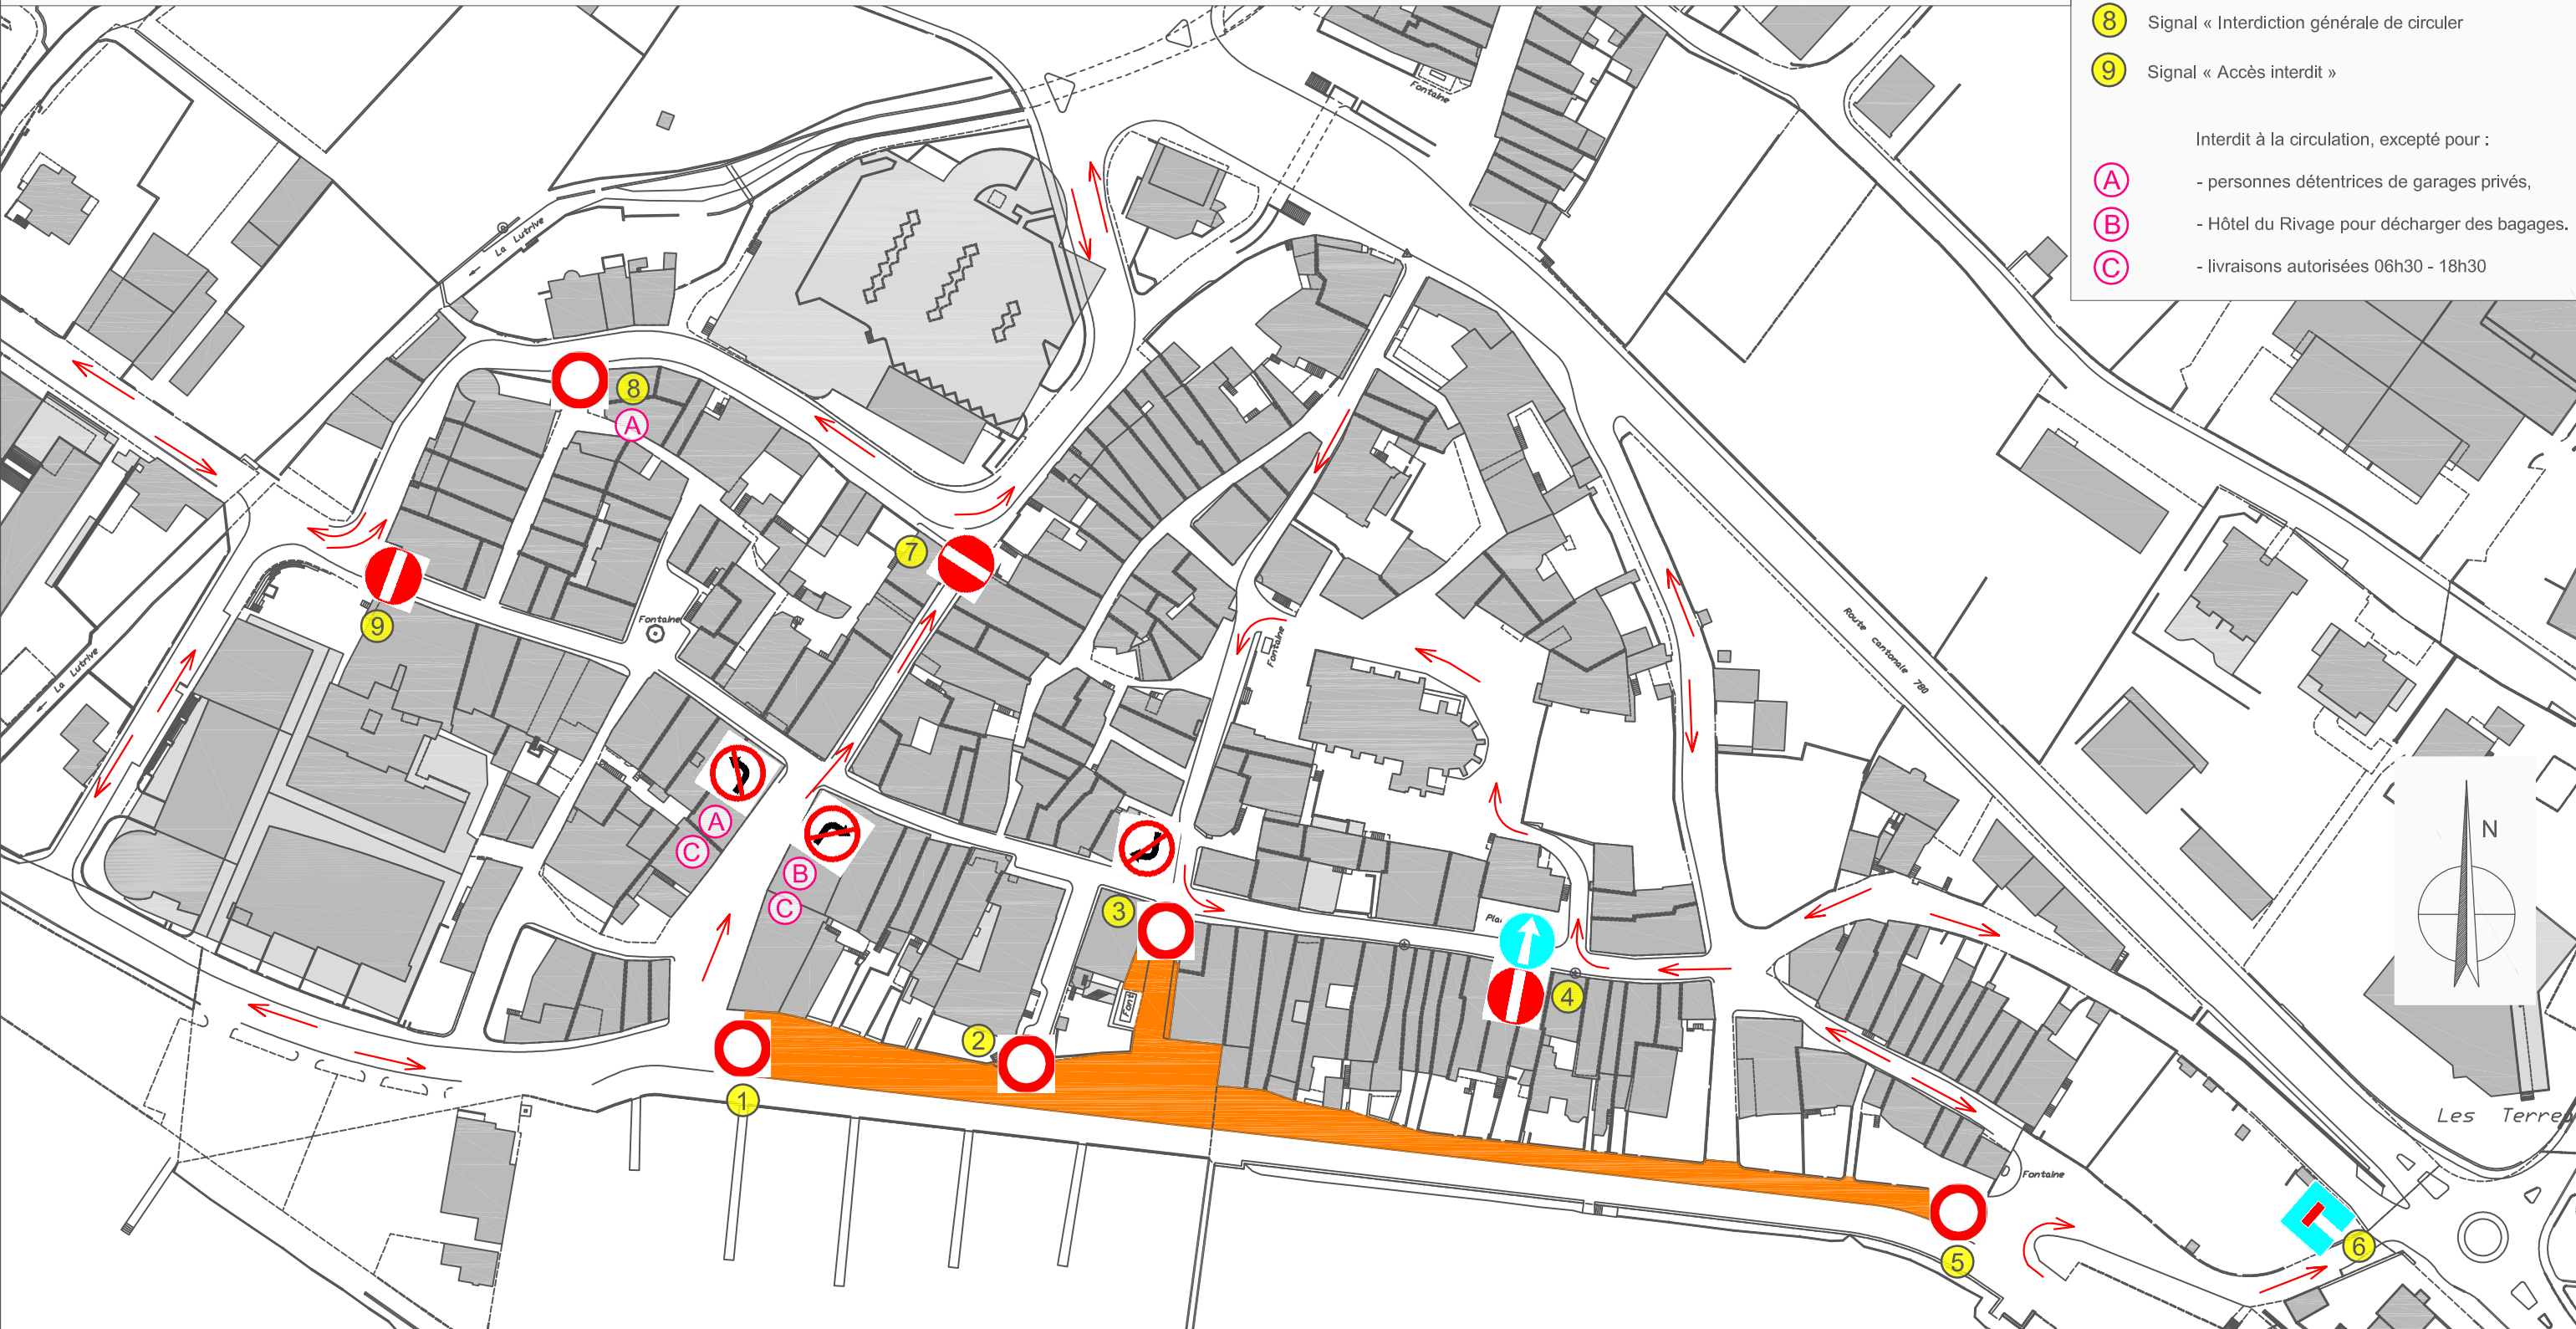 8 Signal « Interdiction générale de circuler
9 Signal « Accès interdit »
Interdit à la circulation, excepté pour :
A - personnes détentrices de garages privés,
B - Hôtel du Rivage pour décharger des bagages.
C - livraisons autorisées 06h30 - 18h30
Fontaine
La Lutrive
8
A
7
9
Fontaine
Fontaine
La Lutrive
Route cantonale 780
N
A
C
B
C
3
4
2
Font
1
Les Terre
Fontaine
6
5